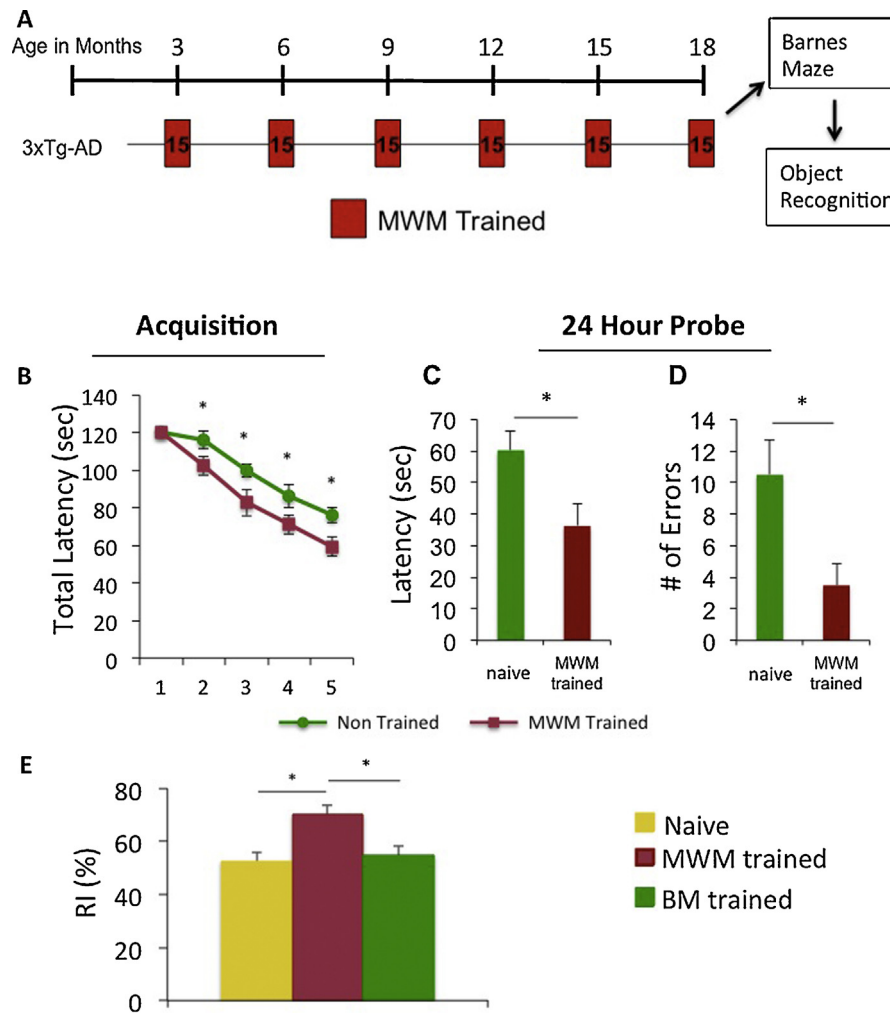 A
Age in Months 3 6 9 12 15 18
Barnes
Maze
3xTg-AD 15 15 15 15 15 15
Object
Recognition
MWM Trained
Acquisition
24 Hour Probe
B
Total Latency (sec)
140
120
100
80
60
40
20
0
* * * *
1 2 3 4 5
C
Latency (sec)
70
60
50
40
30
20
10
0
*
naive MWM
trained
D
# of Errors
14
12
10
8
6
4
2
0
*
naive MWM
trained
Non Trained MWM Trained
E
RI (%)
80
60
40
20
0
* *
Naive
MWM trained
BM trained